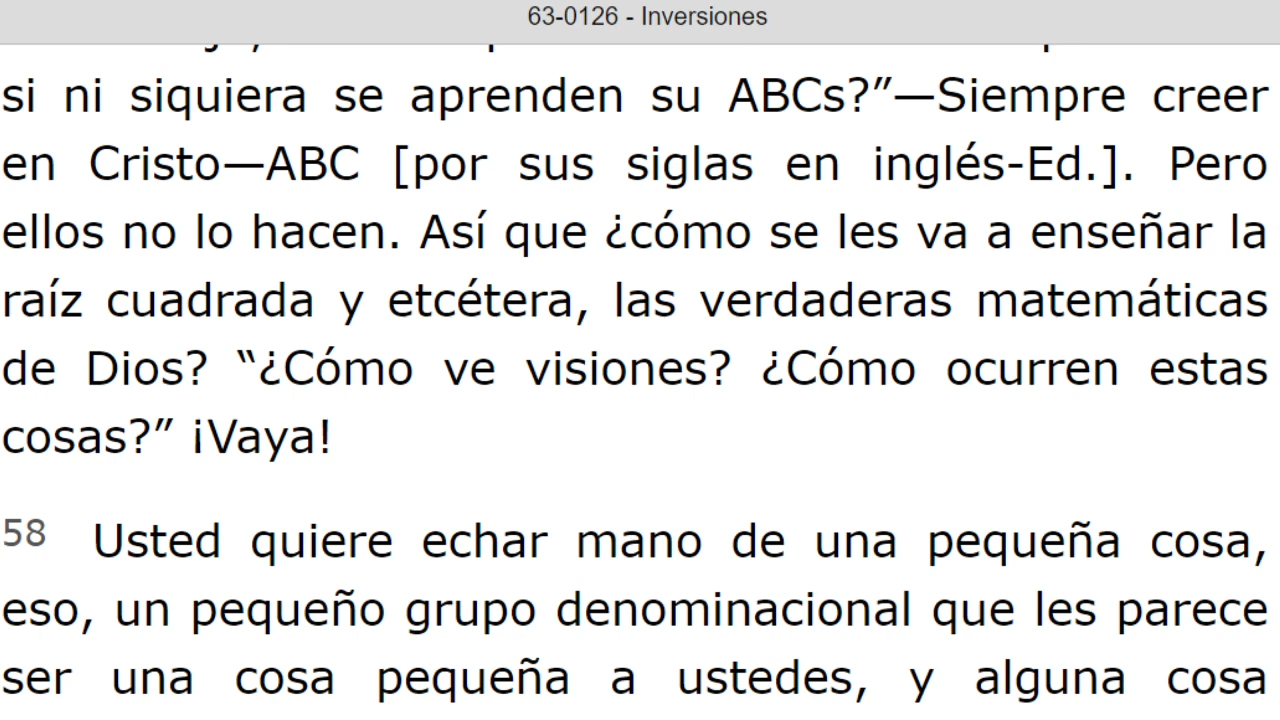 63-0126 - Inversiones
si ni siquiera se aprenden su ABCs?”—Siempre creer
en Cristo—ABC [por sus siglas en inglés-Ed.]. Pero
ellos no lo hacen. Así que ¿cómo se les va a enseñar la
raíz cuadrada y etcétera, las verdaderas matemáticas
de Dios? “¿Cómo ve visiones? ¿Cómo ocurren estas
cosas?” ¡Vaya!
58 Usted quiere echar mano de una pequeña cosa,
eso, un pequeño grupo denominacional que les parece
ser una cosa pequeña a ustedes, y alguna cosa